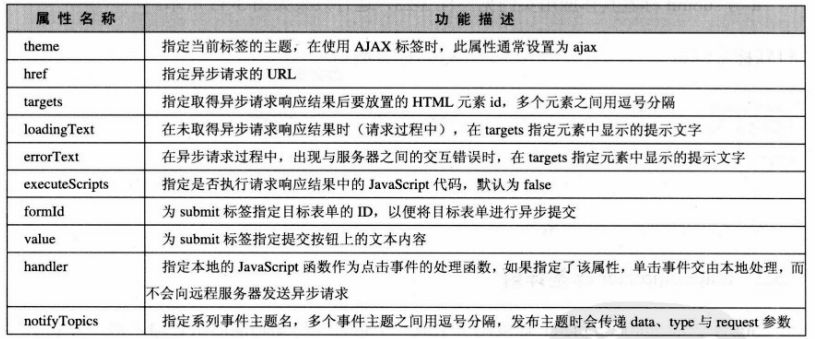 属性名称 功能描述
theme 指定当前标签的主题，在使用 AJAX 标签时，此属性通常设置为 ajax
href 指定异步请求的 URL
targets 指定取得异步请求响应结果后要放置的 HTML 元素 id，多个元素之间用逗号分隔
loadingText 在未取得异步请求响应结果时（请求过程中），在 targets 指定元素中显示的提示文字
errorText 在异步请求过程中，出现与服务器之间的交互错误时，在 targets 指定元素中显示的提示文字
executeScripts 指定是否执行请求响应结果中的 JavaScript 代码，默认为 false
formId 为 submit 标签指定目标表单的 ID，以便将目标表单进行异步提交
value 为 submit 标签指定提交按钮上的文本内容
handler 指定本地的 JavaScript 函数作为点击事件的处理函数，如果指定了该属性，单击事件交由本地处理，而
不会向远程服务器发送异步请求
notifyTopics 指定系列事件主题名，多个事件主题之间用逗号分隔，发布主题时会传递 data、type 与 request 参数